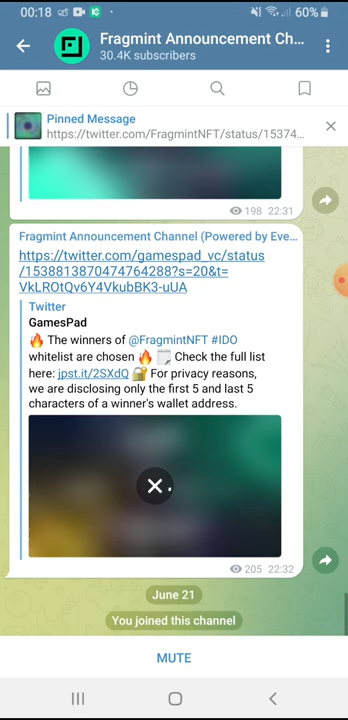 00:18
60%
Fragmint Announcement Ch...
30.4K subscribers
Pinned Message
https://twitter.com/FragmintNFT/status/15374...
198 22:31
Fragmint Announcement Channel (Powered by Eve...
https://twitter.com/gamespad_vc/status
/1538813870474764288?s=20&t=
VkLROtQv6Y4VkubBK3-uUA
Twitter
GamesPad
🔥 The winners of @FragmintNFT #IDO
whitelist are chosen 🔥 🗒 Check the full list
here: jpst.it/2SXdQ 🔐 For privacy reasons,
we are disclosing only the first 5 and last 5
characters of a winner's wallet address.
205 22:32
June 21
You joined this channel
MUTE